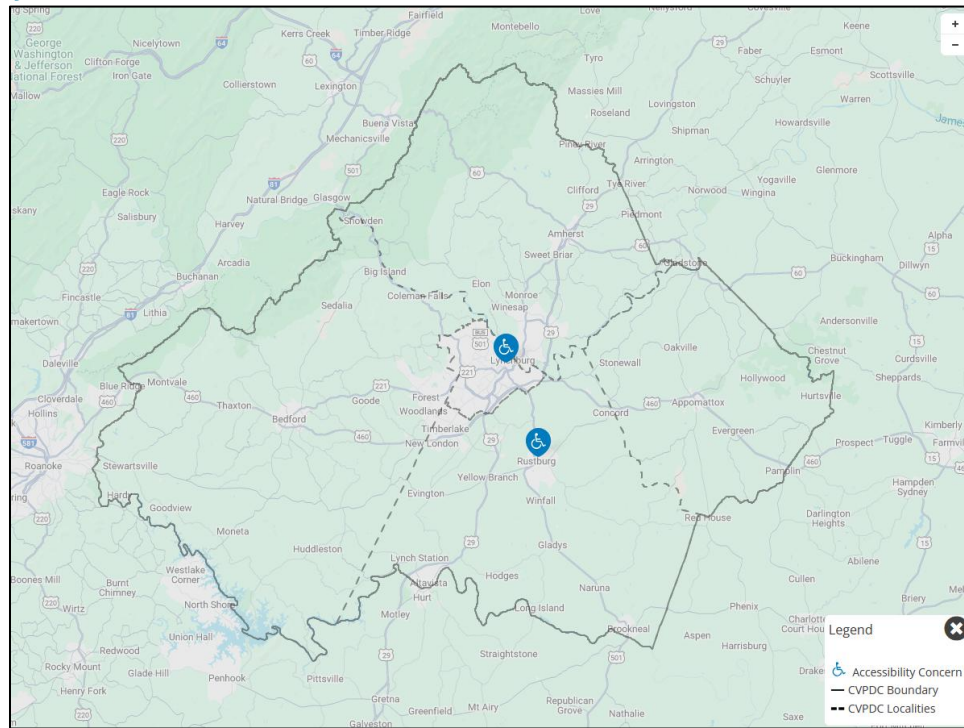 Fairfield
Love
Covesville
Keene
Kerrs Creek
Timber Ridge
Montebello
George
Washington
& Jefferson
National Forest
Nicelytown
Clifton Forge
Iron Gate
Mallow
Collierstown
Lexington
Tyro
Massies Mill
Roseland
Lovingston
Faber
Esmont
Schuyler
Scottsville
Warren
Howardsville
Shipman
Buena Vista
Mechanicsville
Piney River
Arrington
Yogaville
Glenmore
Wingina
Norwood
Tye River
Clifford
Piedmont
Eagle Rock
Salisbury
Natural Bridge
Glasgow
Snowden
Harvey
Arcadia
Buchanan
Amherst
Sweet Briar
Gladstone
Alpha
Buckingham
Dillwyn
Big Island
Elon
Coleman Falls
Monroe
Winesap
Sedalia
Fincastle
Lithia
Andersonville
Daleville
Lynchburg
Stonewall
Oakville
Chestnut
Grove
Curdsville
Sheppards
Hollywood
Hurtsville
Blue Ridge
Montvale
Cloverdale
Hollins
Thaxton
Goode
Forest
Woodlands
Bedford
Timberlake
New London
Concord
Appomattox
Evergreen
Kimberly
Prospect
Tuggle
Farmv
Roanoke
Stewartsville
Rustburg
Yellow Branch
Pamplin
Hampden
Sydney
Hard
Goodview
Evington
Winfall
Red House
Darlington
Heights
Moneta
Huddleston
Gladys
Abilene
Boones Mill
Burnt
Chimney
Westlake
Corner
Lynch Station
Hodges
Naruna
Cullen
Wirtz
North Shore
Altavista
Hurt
Motley
Long Island
Brookneal
Phenix
Briery
Charlotte
Court Hou
Union Hall
Redwood
Rocky Mount
Glade Hill
Penhook
Straightstone
Aspen
Harrisburg
Henry Fork
Pittsville
Gretna
Greenfield
Mt Airy
Republican
Grove
Galveston
Nathalie
Saxe
+
−
Legend
Accessibility Concern
CVPDC Boundary
CVPDC Localities